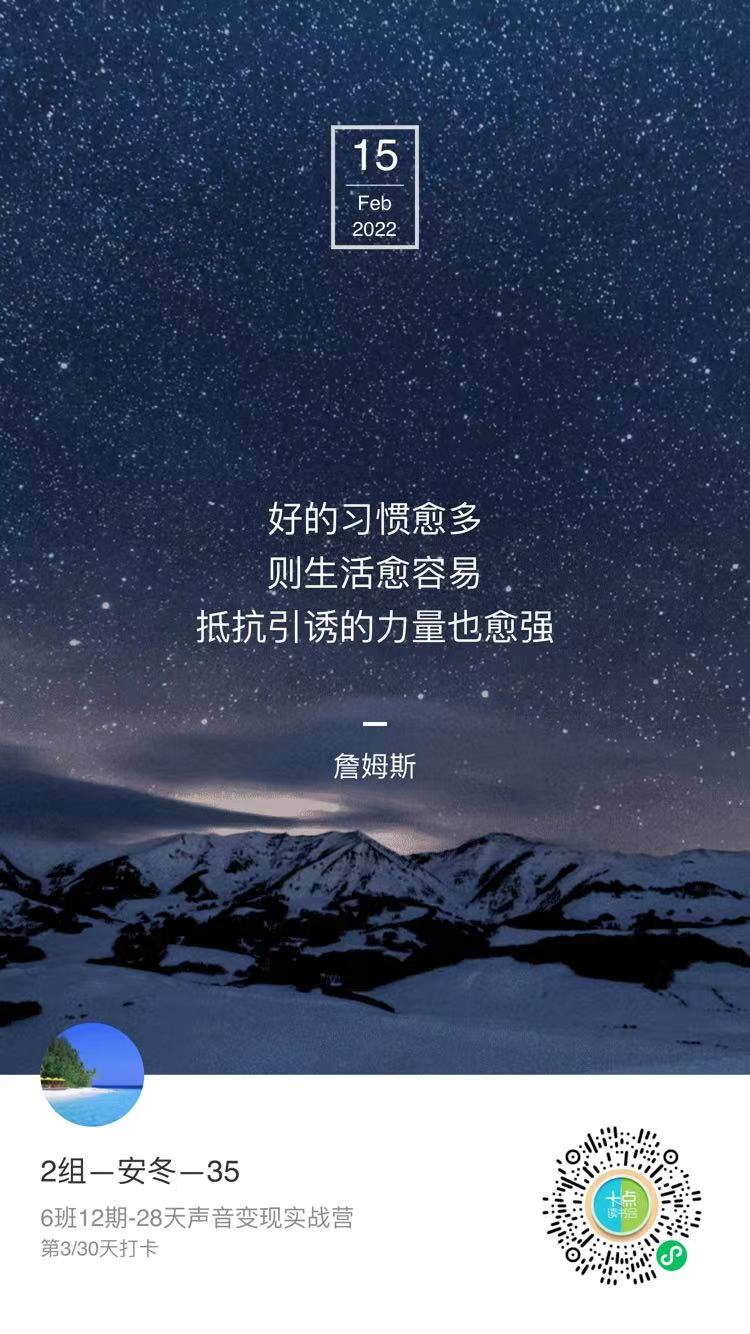 15
Feb
2022
好的习惯愈多
则生活愈容易
抵抗引诱的力量也愈强
詹姆斯
2组—安冬—35
6班12期-28天声音变现实战营
第3/30天打卡
十点
读书会